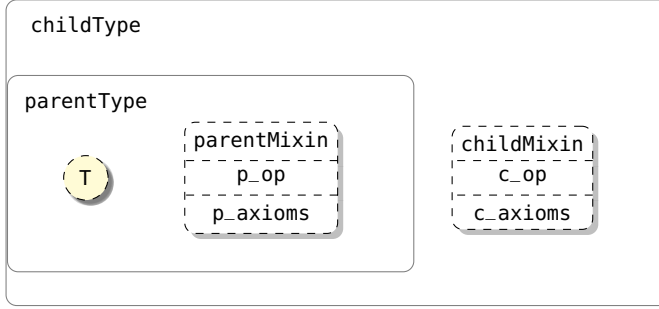 childType
parentType
T
parentMixin
p_op
p_axioms
childMixin
c_op
c_axioms